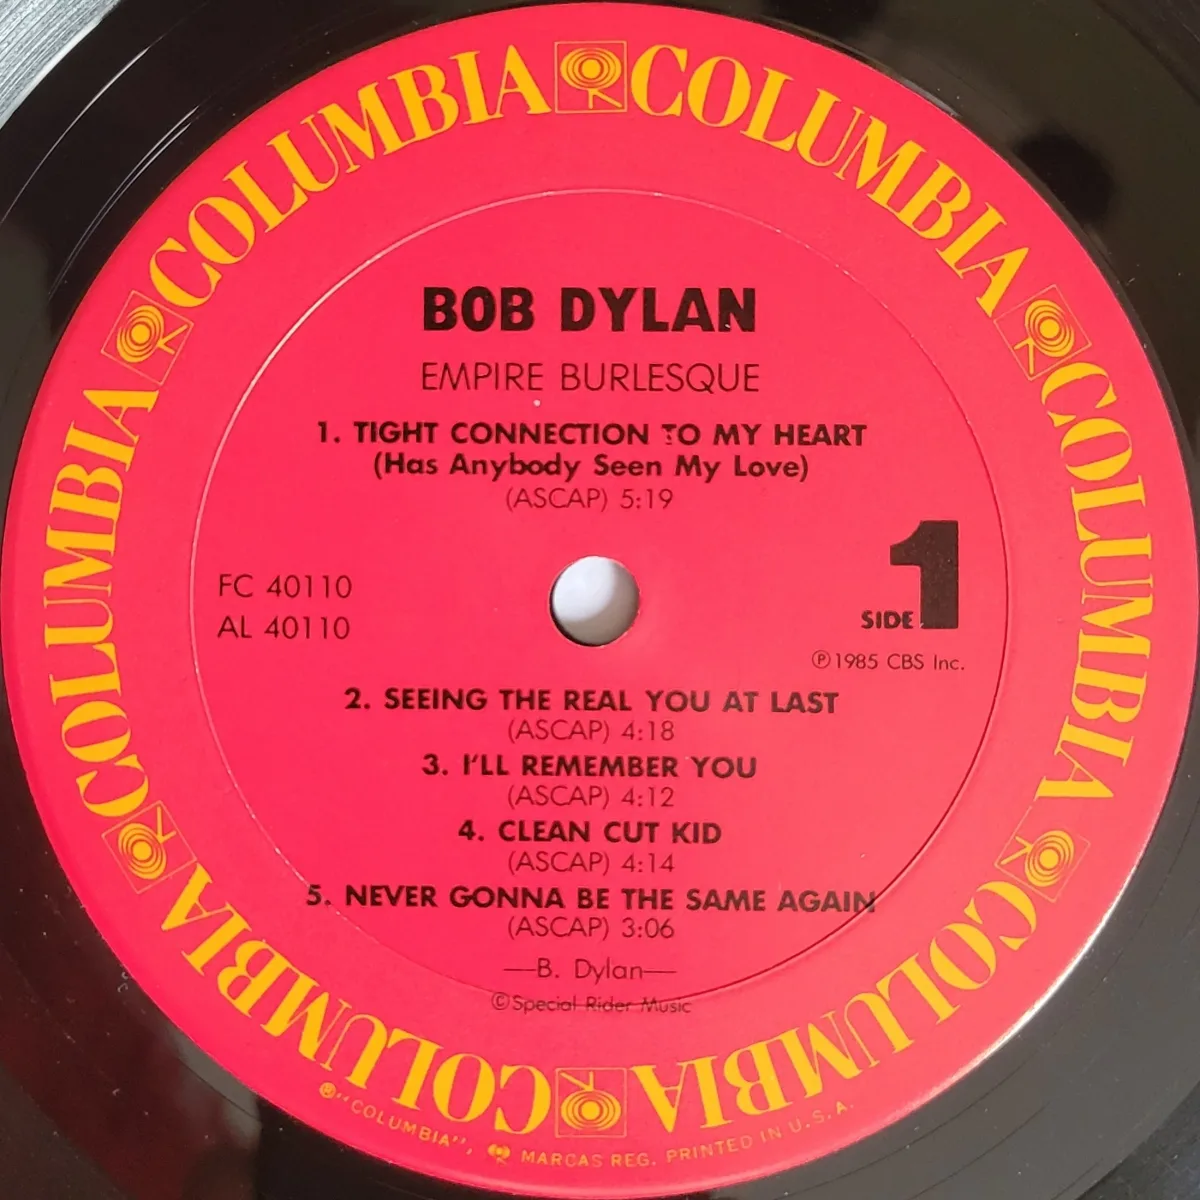 COLUMBIA COLUMBIA COLUMBIA COLUMBIA COLUMBIA COLUMBIA
BOB DYLAN
EMPIRE BURLESQUE
1. TIGHT CONNECTION TO MY HEART
(Has Anybody Seen My Love)
(ASCAP) 5:19
FC 40110
AL 40110
SIDE 1
Ⓟ1985 CBS Inc.
2. SEEING THE REAL YOU AT LAST
(ASCAP) 4:18
3. I'LL REMEMBER YOU
(ASCAP) 4:12
4. CLEAN CUT KID
(ASCAP) 4:14
5. NEVER GONNA BE THE SAME AGAIN
(ASCAP) 3:06
—B. Dylan—
©Special Rider Music
®"COLUMBIA", MARCAS REG. PRINTED IN U.S.A.